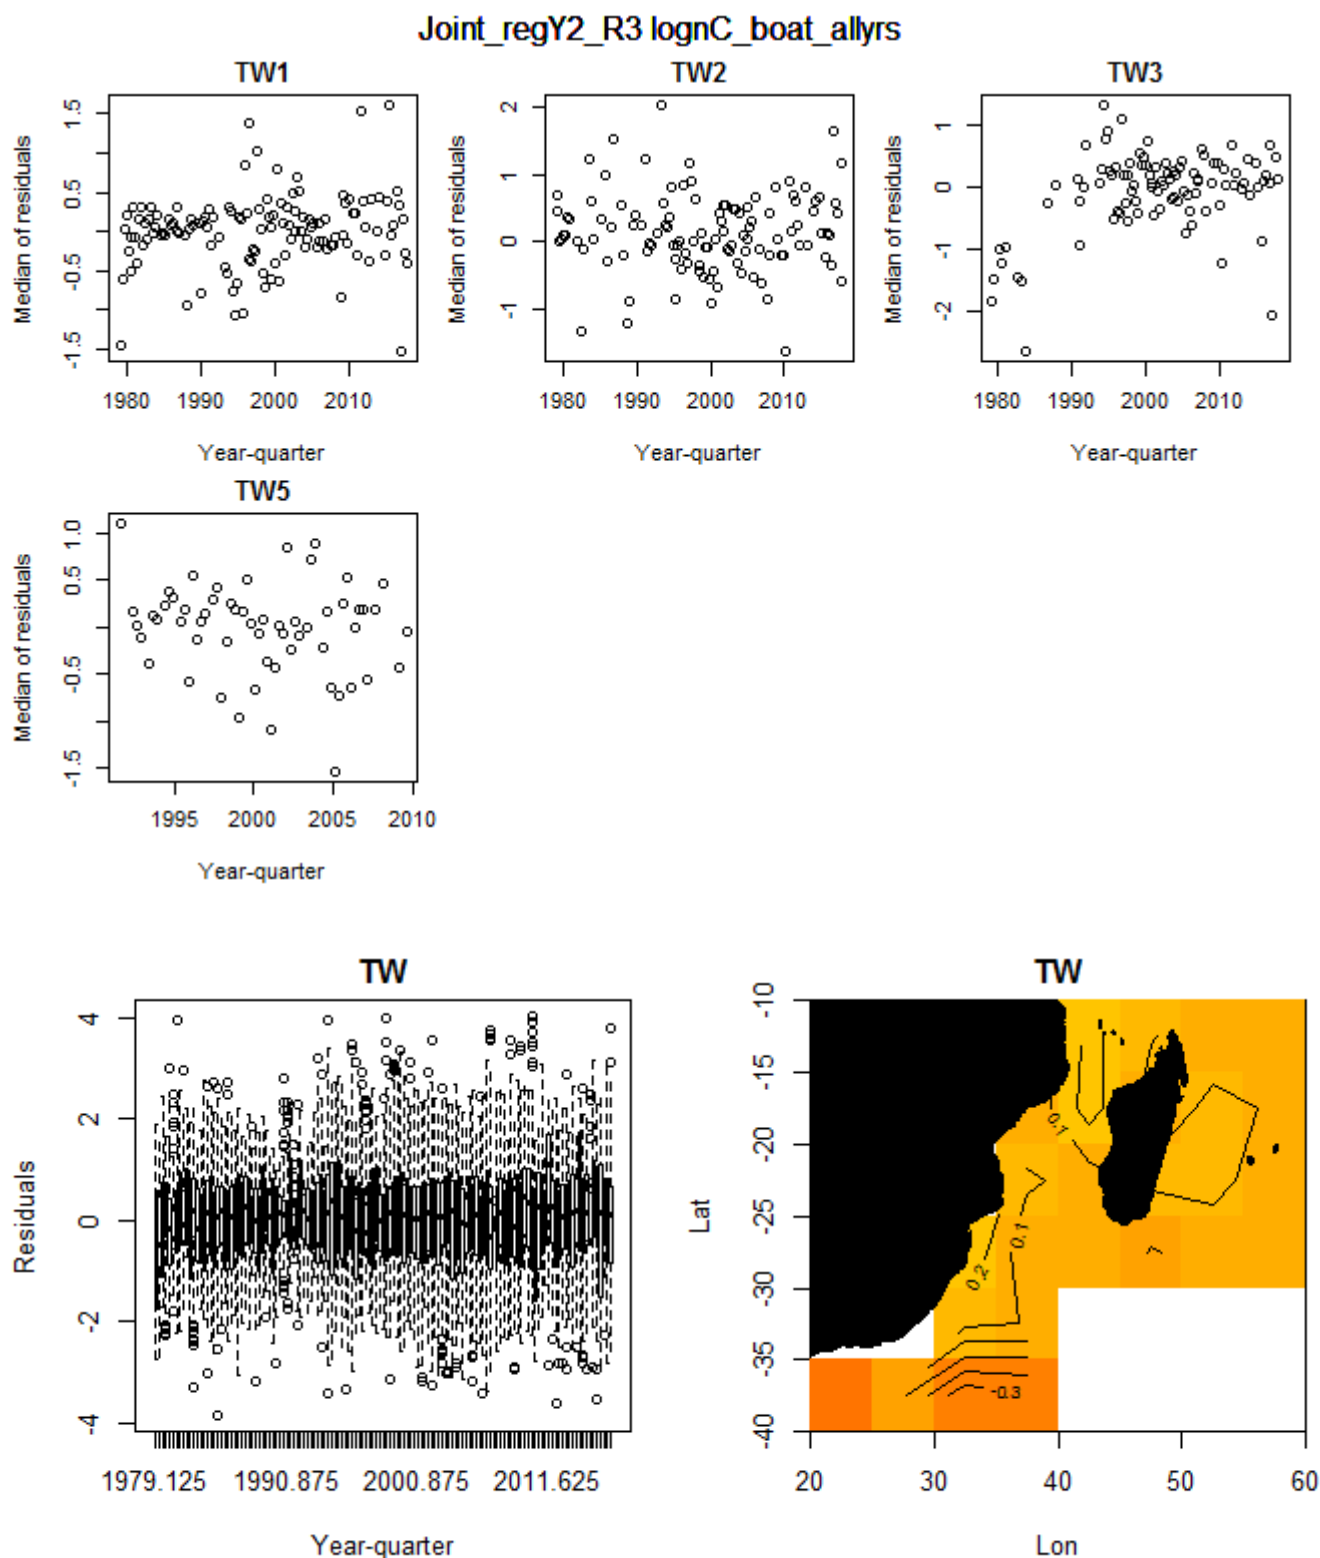 Joint_regY2_R3 lognC_boat_allyrs
TW1
TW2
TW3
Median of residuals
1.5
0.5
-0.5
-1.5
1980 1990 2000 2010
Year-quarter
Median of residuals
2
1
0
-1
1980 1990 2000 2010
Year-quarter
Median of residuals
1
0
-1
-2
1980 1990 2000 2010
Year-quarter
TW5
Median of residuals
1.0
0.5
-0.5
-1.5
1995 2000 2005 2010
Year-quarter
TW
Residuals
4
2
0
-2
-4
1979.125 1990.875 2000.875 2011.625
Year-quarter
TW
Lat
-10
-15
-20
-25
-30
-35
-40
0.1
0.1
0.2
-0.3
20 30 40 50 60
Lon